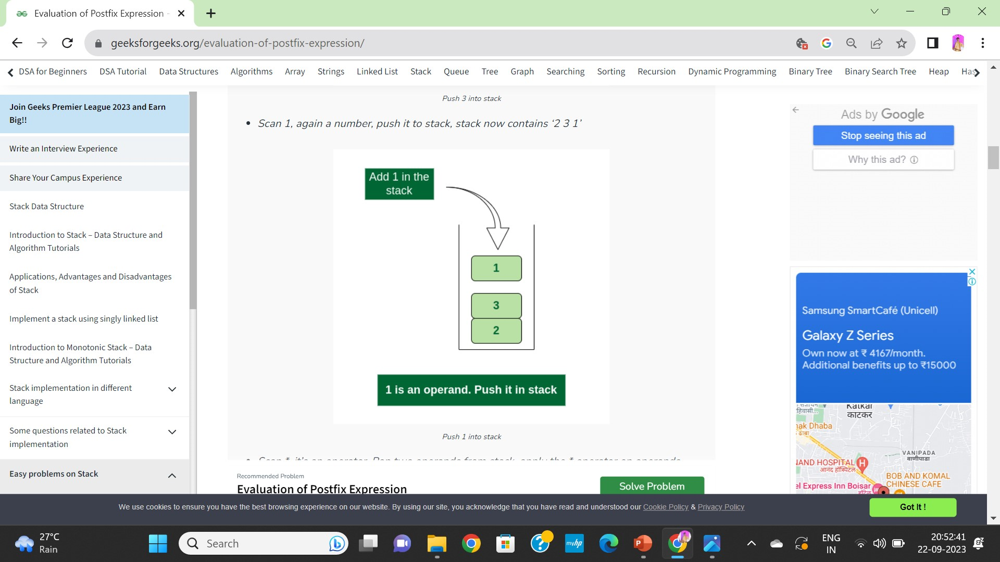 Evaluation of Postfix Expression -
geeksforgeeks.org/evaluation-of-postfix-expression/
DSA for Beginners DSA Tutorial Data Structures Algorithms Array Strings Linked List Stack Queue Tree Graph Searching Sorting Recursion Dynamic Programming Binary Tree Binary Search Tree Heap Has
Join Geeks Premier League 2023 and Earn
Big!!
Write an Interview Experience
Share Your Campus Experience
Stack Data Structure
Introduction to Stack – Data Structure and
Algorithm Tutorials
Applications, Advantages and Disadvantages
of Stack
Implement a stack using singly linked list
Introduction to Monotonic Stack – Data
Structure and Algorithm Tutorials
Stack implementation in different
language
Some questions related to Stack
implementation
Easy problems on Stack
Push 3 into stack
• Scan 1, again a number, push it to stack, stack now contains ‘2 3 1’
Add 1 in the
stack
1
3
2
1 is an operand. Push it in stack
Push 1 into stack
Recommended Problem
Evaluation of Postfix Expression
Solve Problem
Ads by Google
Stop seeing this ad
Why this ad?
Samsung SmartCafé (Unicell)
Galaxy Z Series
Own now at ₹ 4167/month.
Additional benefits up to ₹15000
Katkar
काटकर
Dhaba
ढाबा
VANIPADA
वाणीपाडा
HOSPITAL H
आनंद हॉस्पिटल
BOB AND KOMAL
CHINESE CAFE
Express Inn Boisar
We use cookies to ensure you have the best browsing experience on our website. By using our site, you acknowledge that you have read and understood our Cookie Policy & Privacy Policy
Got It !
27°C
Rain
Search
myhp
ENG
IN
20:52:41
22-09-2023